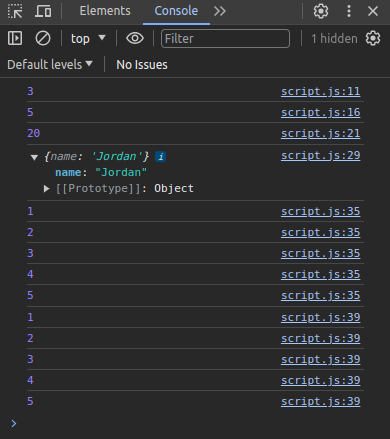 Elements Console
top Filter 1 hidden
Default levels No Issues
3 script.js:11
5 script.js:16
20 script.js:21
{name: 'Jordan'} i script.js:29
name: "Jordan"
[[Prototype]]: Object
1 script.js:35
2 script.js:35
3 script.js:35
4 script.js:35
5 script.js:35
1 script.js:39
2 script.js:39
3 script.js:39
4 script.js:39
5 script.js:39